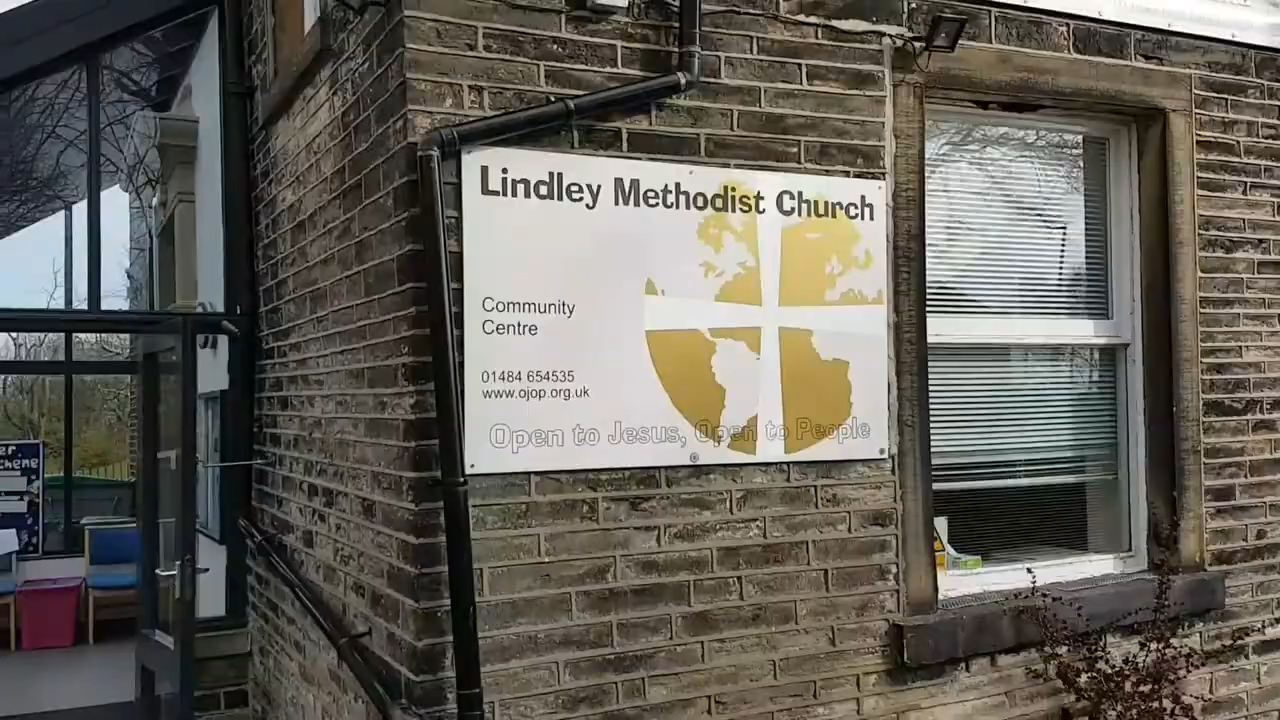 Lindley Methodist Church
Community
Centre
01484 654535
www.ojop.org.uk
Open to Jesus, Open to People